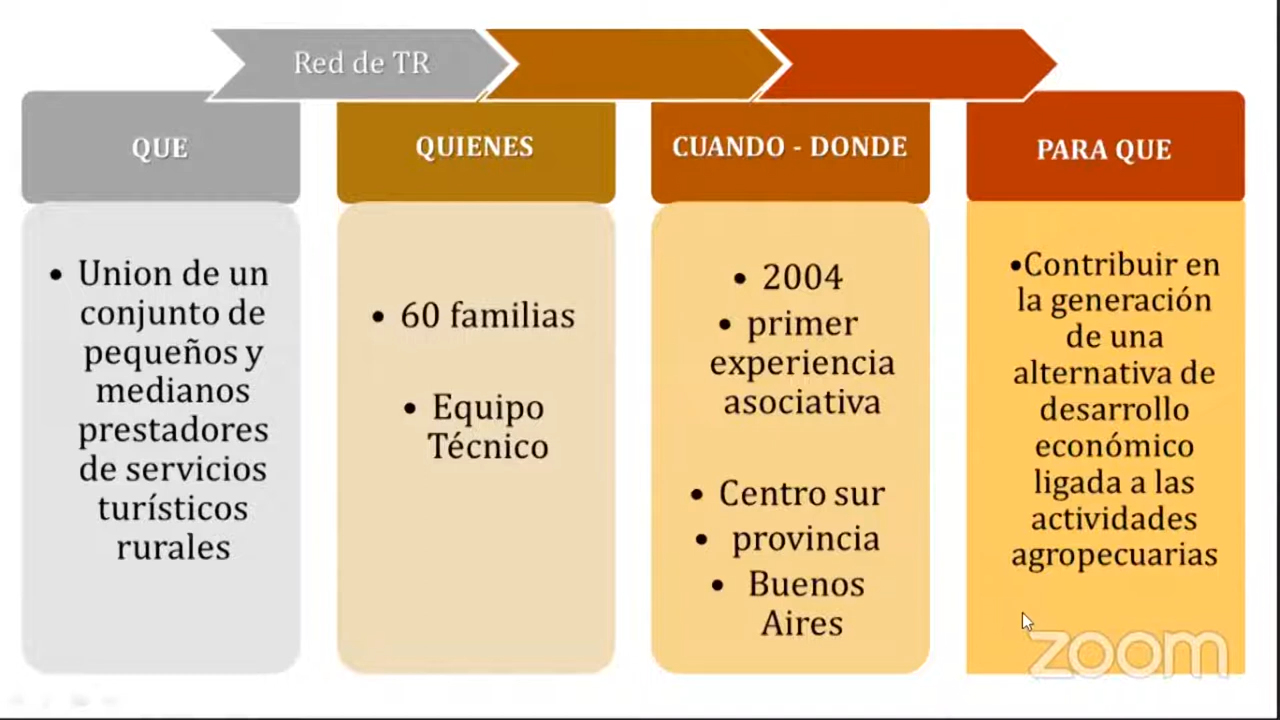 Red de TR
QUE
• Union de un
conjunto de
pequeños y
medianos
prestadores
de servicios
turísticos
rurales
QUIENES
• 60 familias
• Equipo
Técnico
CUANDO - DONDE
• 2004
• primer
experiencia
asociativa
• Centro sur
• provincia
• Buenos
Aires
PARA QUE
•Contribuir en
la generación
de una
alternativa de
desarrollo
económico
ligada a las
actividades
agropecuarias
zoom